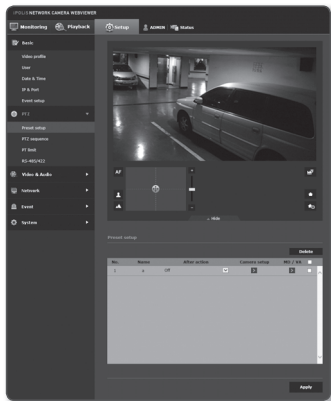 iPOLiS NETWORK CAMERA WEBVIEWER
Monitoring
Playback
Setup
ADMIN
Status
Basic
Video profile
User
Date & Time
IP & Port
Event setup
PTZ
Preset setup
PTZ sequence
PT limit
RS-485/422
Video & Audio
Network
Event
System
AF
Hide
Preset setup
Delete
No. Name After action Camera setup MD / VA
1 a Off
Apply